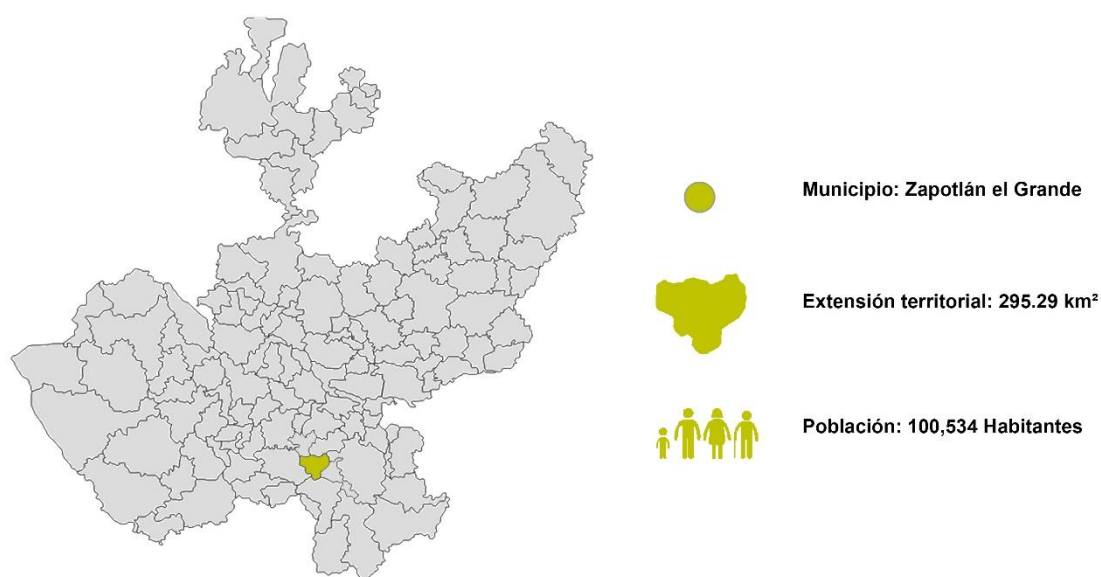 Municipio: Zapotlán el Grande
Extensión territorial: 295.29 km²
Población: 100,534 Habitantes